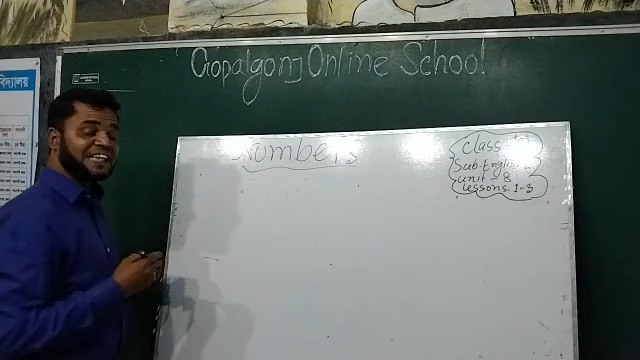 Gopalgonj Online School
Numbers
Class
Sub-English
unit - 8
lessons 1-3